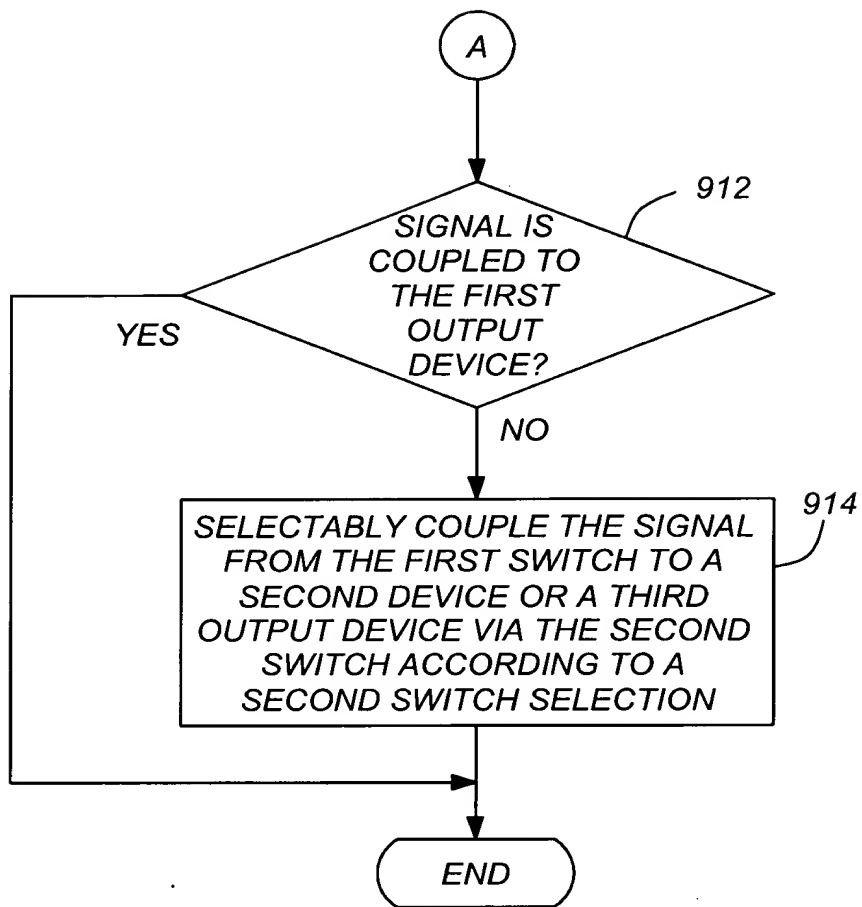 A
912
SIGNAL IS
COUPLED TO
THE FIRST
OUTPUT
DEVICE?
YES
NO
914
SELECTABLY COUPLE THE SIGNAL
FROM THE FIRST SWITCH TO A
SECOND DEVICE OR A THIRD
OUTPUT DEVICE VIA THE SECOND
SWITCH ACCORDING TO A
SECOND SWITCH SELECTION
END